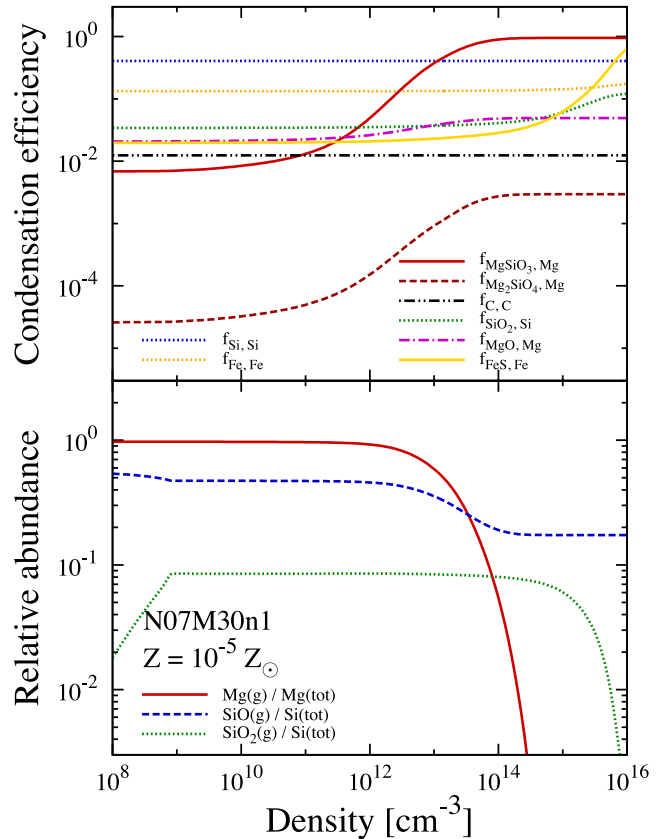 Condensation efficiency
10^0
10^-2
10^-4
f_MgSiO3, Mg
f_Mg2SiO4, Mg
f_C, C
f_SiO2, Si
f_MgO, Mg
f_FeS, Fe
f_Si, Si
f_Fe, Fe
Relative abundance
10^0
10^-1
10^-2
N07M30n1
Z = 10^-5 Z_⊙
Mg(g) / Mg(tot)
SiO(g) / Si(tot)
SiO_2(g) / Si(tot)
10^8 10^10 10^12 10^14 10^16
Density [cm^-3]